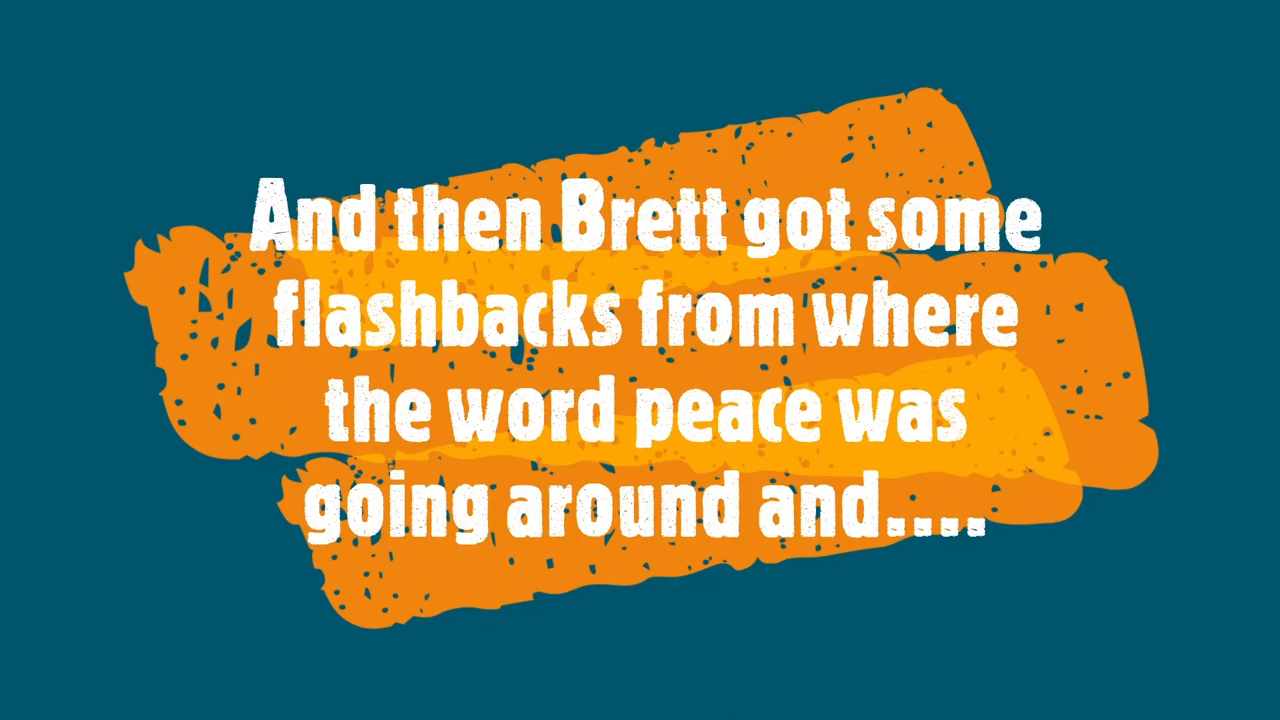 And then Brett got some
flashbacks from where
the word peace was
going around and....